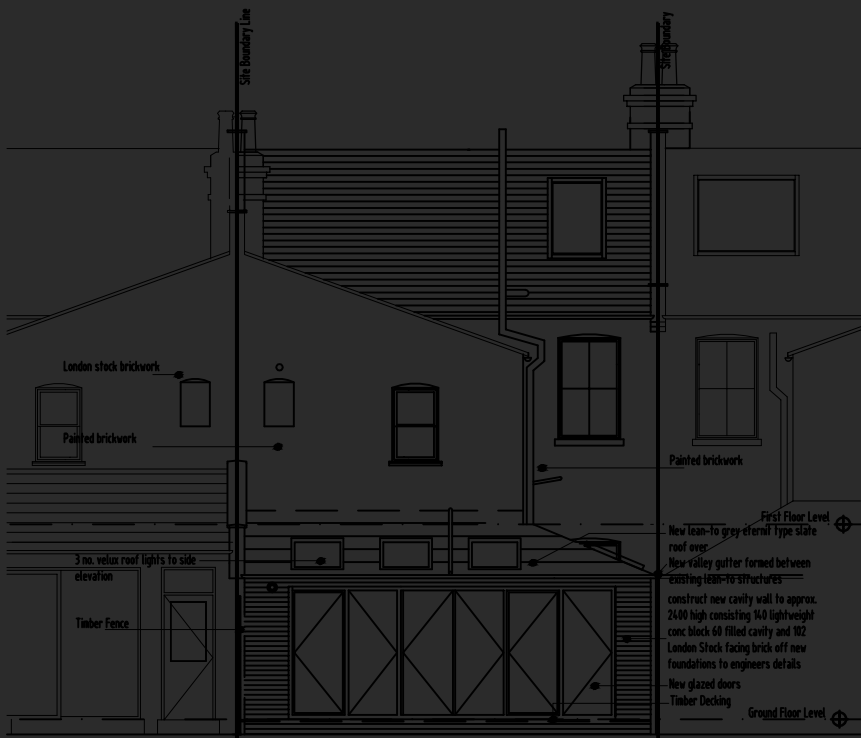 Site Boundary Line
Site Boundary
London stock brickwork
Painted brickwork
Painted brickwork
First Floor Level
New lean-to grey eternit type slate
roof over
New valley gutter formed between
existing lean-to structures
3 no. velux roof lights to side
elevation
construct new cavity wall to approx.
2400 high consisting 140 lightweight
conc block 60 filled cavity and 102
London Stock facing brick off new
foundations to engineers details
Timber Fence
New glazed doors
Timber Decking
Ground Floor Level